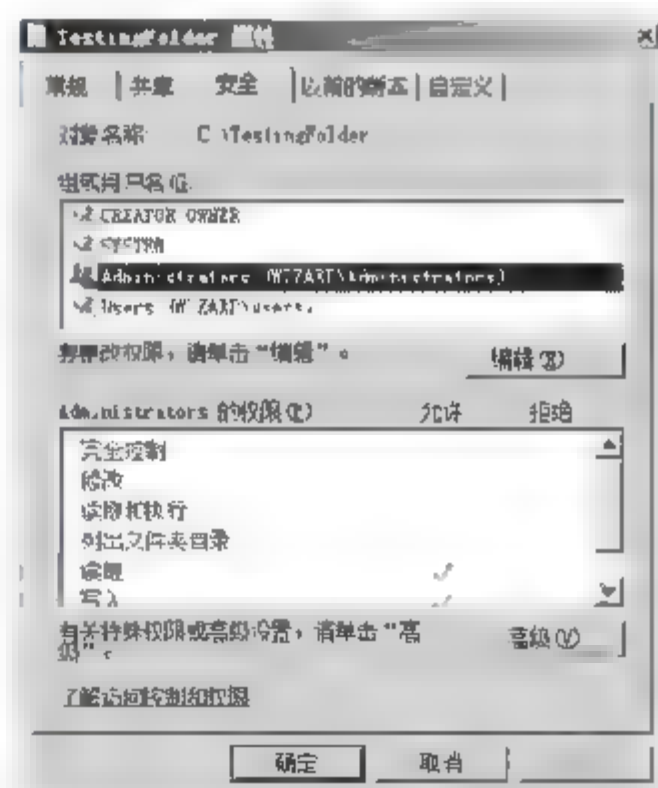 TestingFolder 属性
常规 共享 安全 以前的版本 自定义
对象名称: C:\TestingFolder
组或用户名(G):
CREATOR OWNER
SYSTEM
Administrators (WIZART\Administrators)
Users (WIZART\Users)
要更改权限，请单击“编辑”。
编辑(E)
Administrators 的权限(P) 允许 拒绝
完全控制
修改
读取和执行
列出文件夹目录
读取
写入
有关特殊权限或高级设置，请单击“高
级”。
高级(V)
了解访问控制和权限
确定 取消